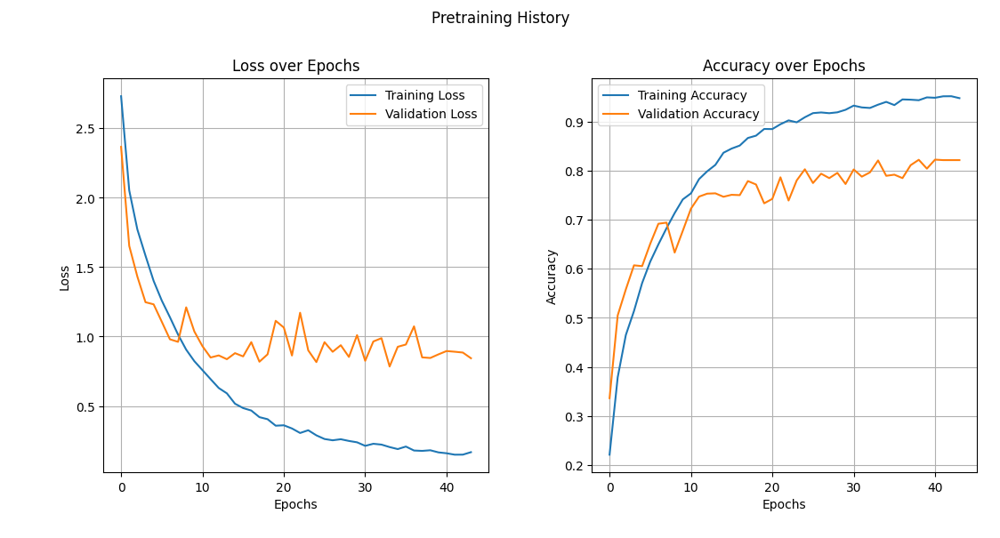 Pretraining History
Loss over Epochs
Training Loss
Validation Loss
2.5
2.0
1.5
1.0
0.5
Loss
0 10 20 30 40
Epochs
Accuracy over Epochs
Training Accuracy
Validation Accuracy
0.9
0.8
0.7
0.6
0.5
0.4
0.3
0.2
Accuracy
0 10 20 30 40
Epochs